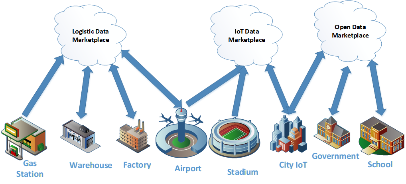 Logistic Data
Marketplace
IoT Data
Marketplace
Open Data
Marketplace
Gas
Station
Warehouse
Factory
Airport
Stadium
City IoT
Government
School